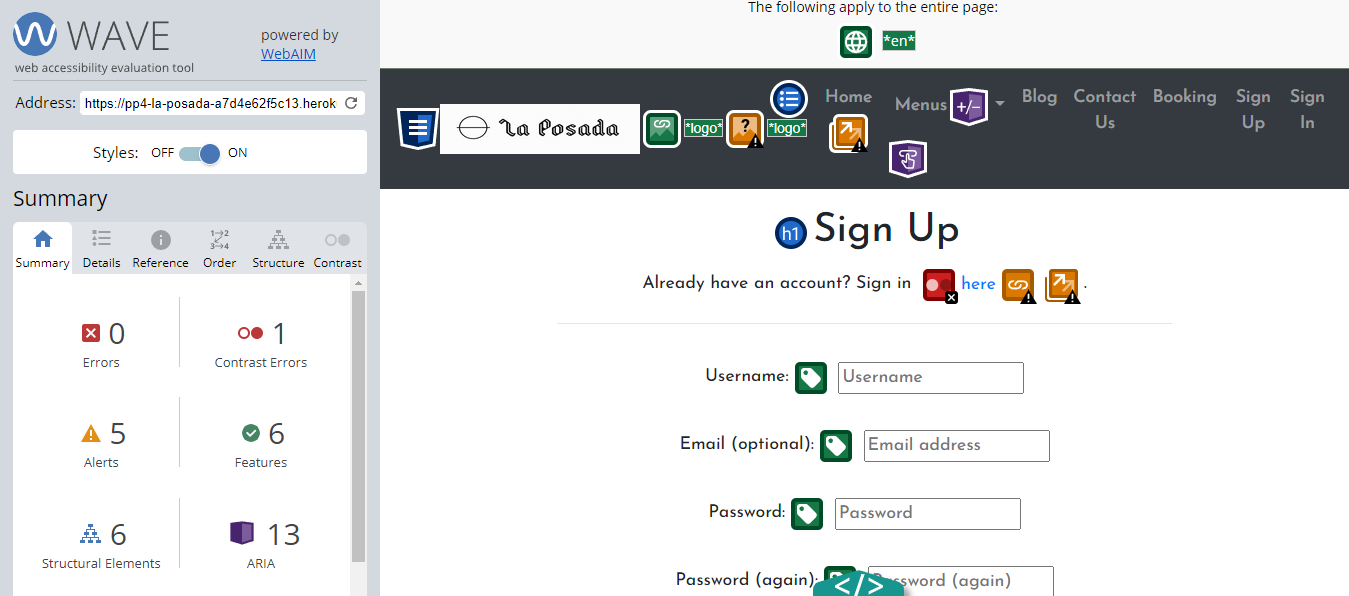 WAVE
web accessibility evaluation tool
powered by
WebAIM
Address: https://pp4-la-posada-a7d4e62f5c13.herok
Styles: OFF ON
Summary
Summary Details Reference Order Structure Contrast
0
Errors
1
Contrast Errors
5
Alerts
6
Features
6
Structural Elements
13
ARIA
The following apply to the entire page:
*en*
La Posada *logo* *logo*
Home
Menus
Blog
Contact
Us
Booking
Sign
Up
Sign
In
h1 Sign Up
Already have an account? Sign in here .
Username: Username
Email (optional): Email address
Password: Password
Password (again): Password (again)
</>